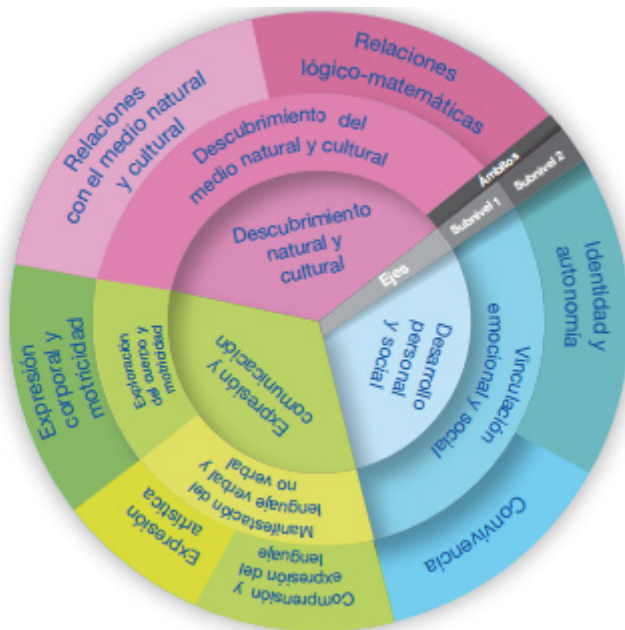 Relaciones
lógico-matemáticas
Relaciones
con el medio natural
y cultural
Descubrimiento del
medio natural y cultural
Descubrimiento
natural y
cultural
Ámbitos
Subnivel 2
Subnivel 1
Ejes
Identidad y
autonomía
Vinculación
emocional y social
Desarrollo
personal
y social
Convivencia
Expresión y
comunicación
Exploración
del cuerpo y
motricidad
Expresión
corporal y
motricidad
Manifestación del
lenguaje verbal y
no verbal
Expresión
artística
Comprensión y
expresión del
lenguaje